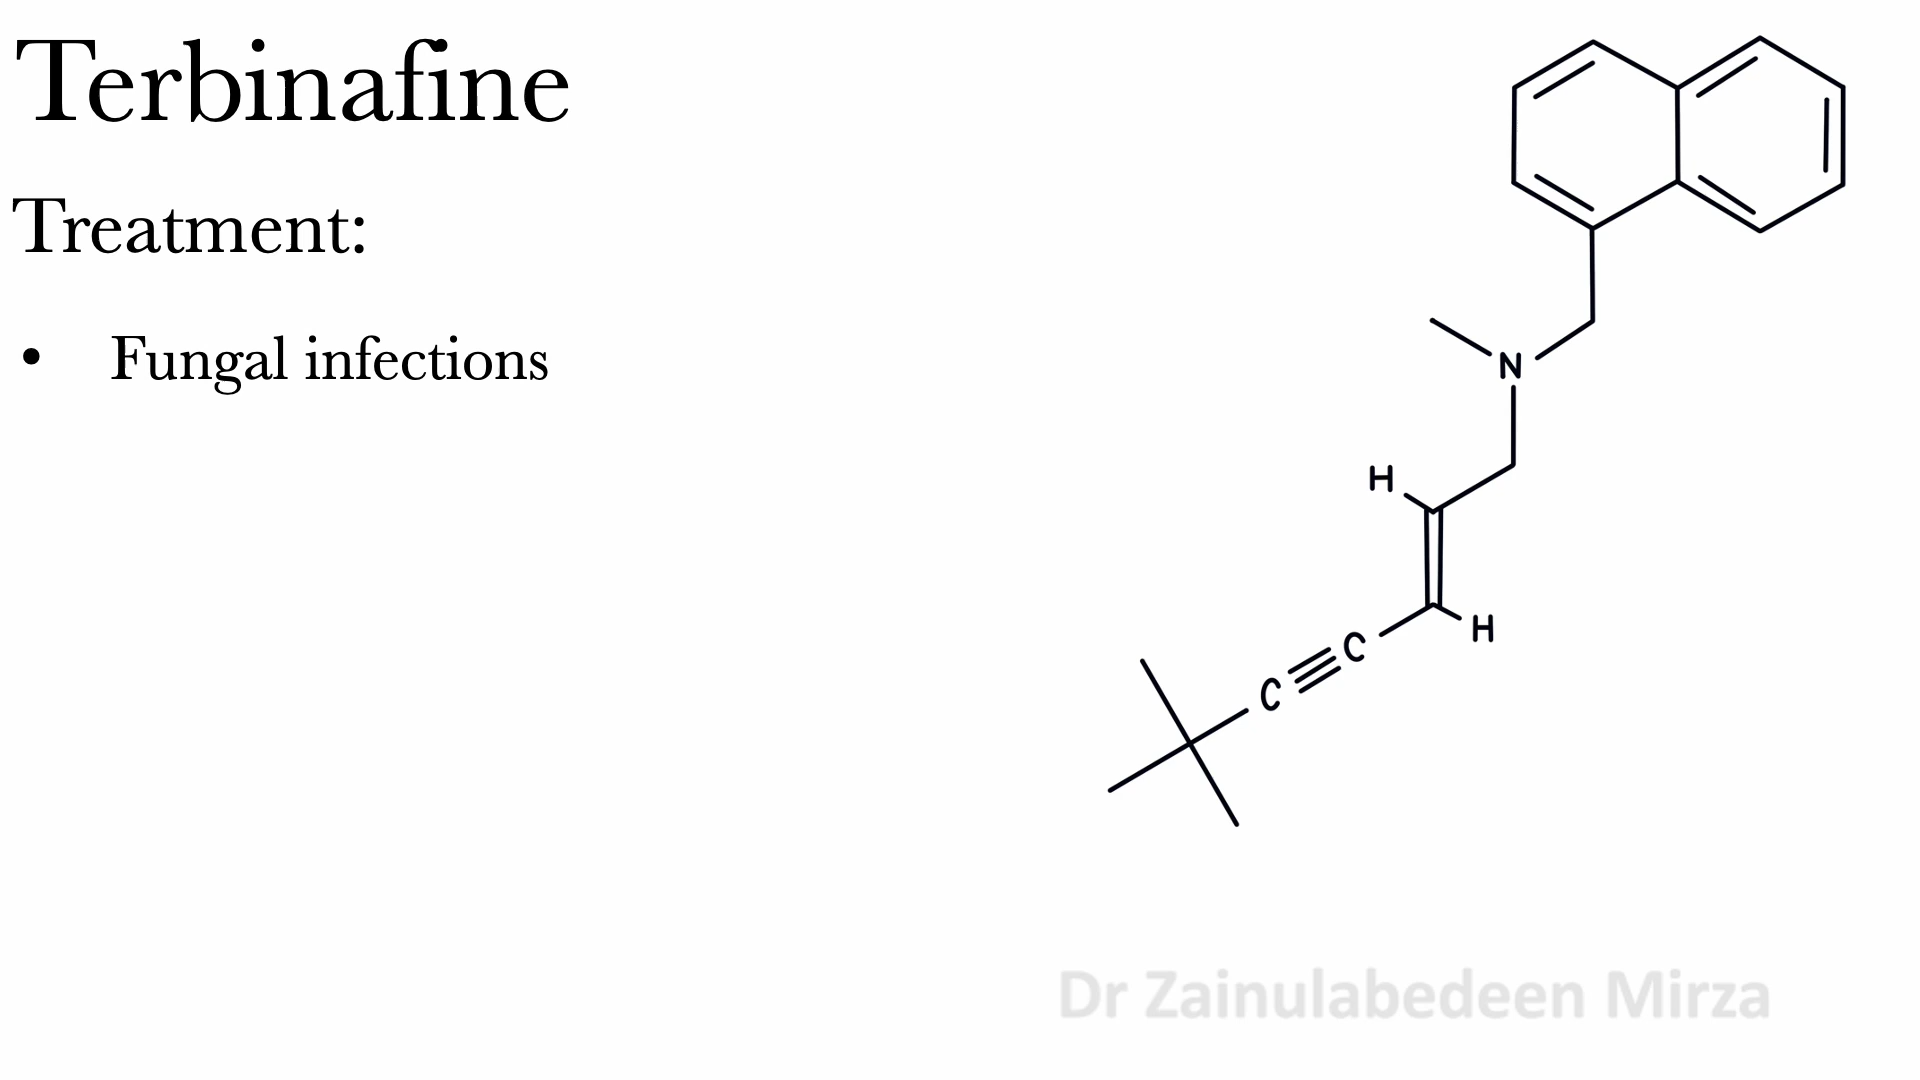 Terbinafine
Treatment:
• Fungal infections
N
H
H
C
C
Dr Zainulabedeen Mirza